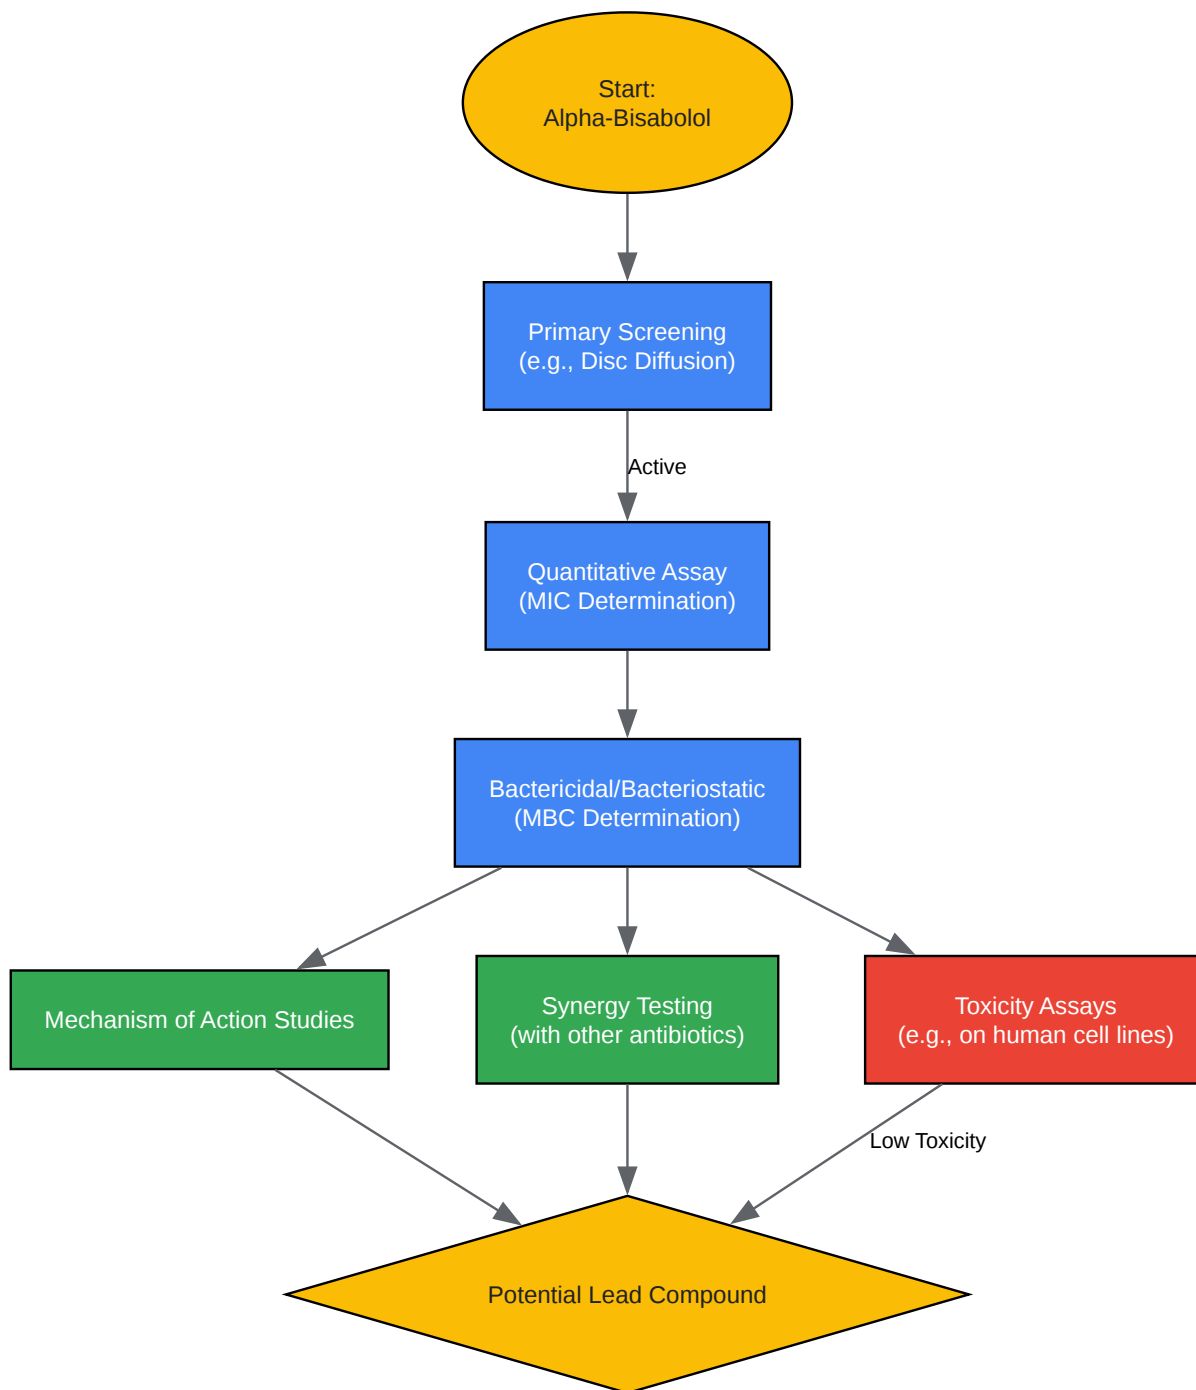 Start:
Alpha-Bisabolol
Primary Screening
(e.g., Disc Diffusion)
Active
Quantitative Assay
(MIC Determination)
Bactericidal/Bacteriostatic
(MBC Determination)
Mechanism of Action Studies
Synergy Testing
(with other antibiotics)
Toxicity Assays
(e.g., on human cell lines)
Low Toxicity
Potential Lead Compound